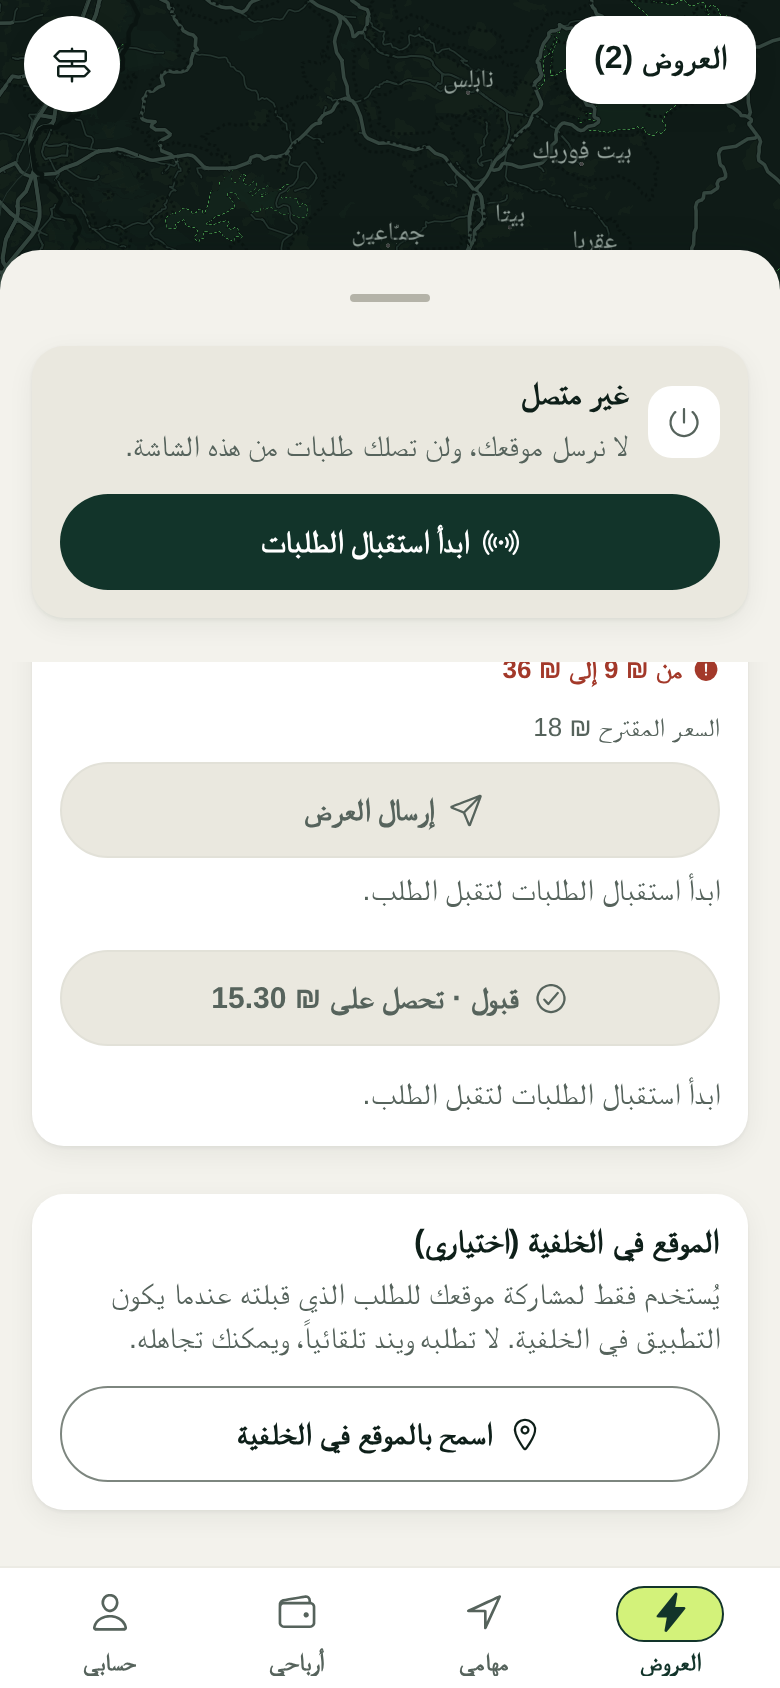 العروض (2)
نابلس
بيت فوريك
بيتا
جمّاعين
عقربا
غير متصل
لا نرسل موقعك، ولن تصلك طلبات من هذه الشاشة.
ابدأ استقبال الطلبات
من ₪ 9 إلى ₪ 36
السعر المقترح ₪ 18
إرسال العرض
ابدأ استقبال الطلبات لتقبل الطلب.
قبول · تحصل على ₪ 15.30
ابدأ استقبال الطلبات لتقبل الطلب.
الموقع في الخلفية (اختياري)
يُستخدم فقط لمشاركة موقعك للطلب الذي قبلته عندما يكون
التطبيق في الخلفية. لا تطلبه ويند تلقائياً، ويمكنك تجاهله.
اسمح بالموقع في الخلفية
العروض
مهامي
أرباحي
حسابي